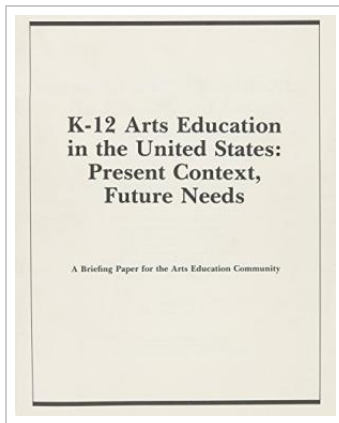 K-12 Arts Education
in the United States:
Present Context,
Future Needs
A Briefing Paper for the Arts Education Community